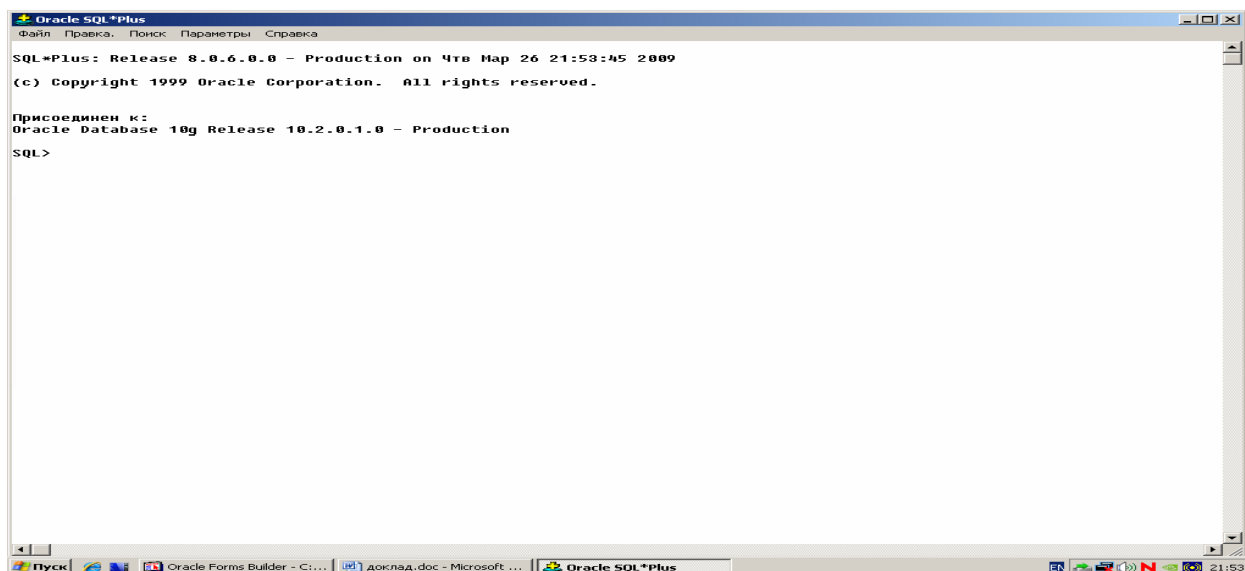 Oracle SQL*Plus
Файл Правка. Поиск Параметры Справка
SQL*Plus: Release 8.0.6.0.0 - Production on Чтв Мар 26 21:53:45 2009
(c) Copyright 1999 Oracle Corporation. All rights reserved.
Присоединен к:
Oracle Database 10g Release 10.2.0.1.0 - Production
SQL>
Пуск Oracle Forms Builder - C:... доклад.doc - Microsoft ... Oracle SQL*Plus EN N 21:53